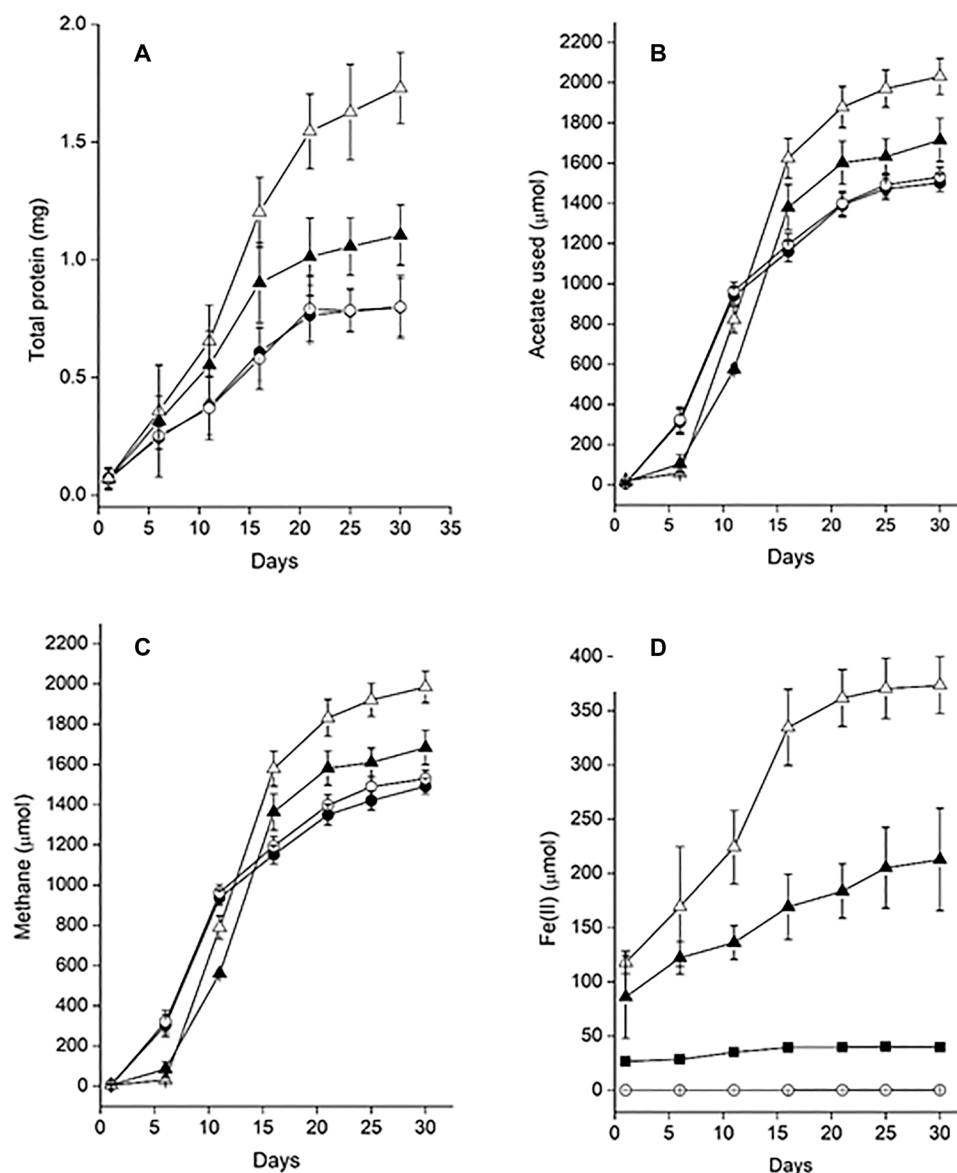 A
Total protein (mg)
2.0
1.5
1.0
0.5
0.0
0 5 10 15 20 25 30 35
Days
B
Acetate used (μmol)
2200
2000
1800
1600
1400
1200
1000
800
600
400
200
0
0 5 10 15 20 25 30
Days
C
Methane (μmol)
2200
2000
1800
1600
1400
1200
1000
800
600
400
200
0
0 5 10 15 20 25 30
Days
D
Fe(II) (μmol)
400
350
300
250
200
150
100
50
0
0 5 10 15 20 25 30
Days